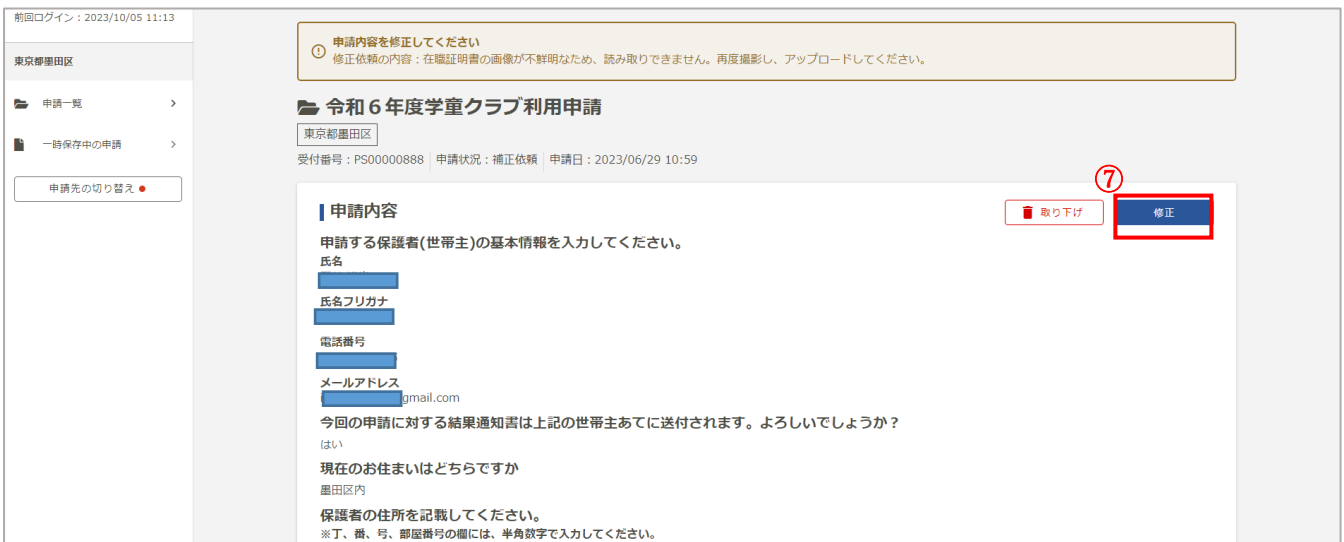 前回ログイン：2023/10/05 11:13
東京都墨田区
申請一覧
一時保存中の申請
申請先の切り替え
申請内容を修正してください
修正依頼の内容：在職証明書の画像が不鮮明なため、読み取りできません。再度撮影し、アップロードしてください。
令和６年度学童クラブ利用申請
東京都墨田区
受付番号：PS00000888 申請状況：補正依頼 申請日：2023/06/29 10:59
⑦
申請内容
取り下げ
修正
申請する保護者(世帯主)の基本情報を入力してください。
氏名
氏名フリガナ
電話番号
メールアドレス
gmail.com
今回の申請に対する結果通知書は上記の世帯主あてに送付されます。よろしいでしょうか？
はい
現在のお住まいはどちらですか
墨田区内
保護者の住所を記載してください。
※丁、番、号、部屋番号の欄には、半角数字で入力してください。